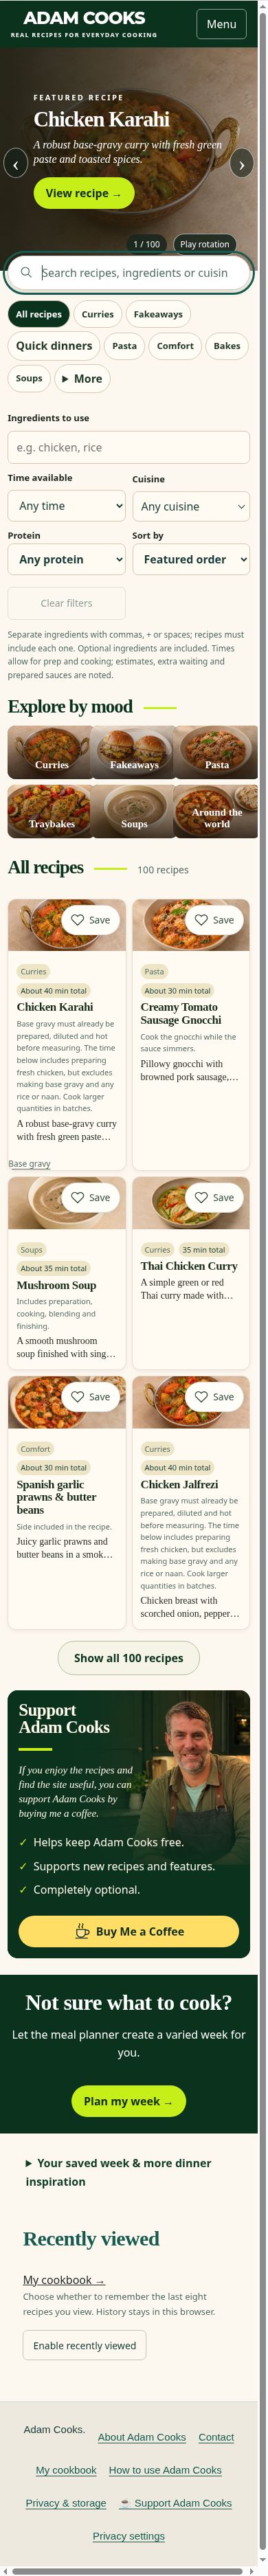 ADAM COOKS
REAL RECIPES FOR EVERYDAY COOKING
Menu
FEATURED RECIPE
Chicken Karahi
A robust base-gravy curry with fresh green
paste and toasted spices.
View recipe →
‹
›
1 / 100
Play rotation
Search recipes, ingredients or cuisin
All recipes
Curries
Fakeaways
Quick dinners
Pasta
Comfort
Bakes
Soups
▶ More
Ingredients to use
e.g. chicken, rice
Time available
Cuisine
Any time
Any cuisine
Protein
Sort by
Any protein
Featured order
Clear filters
Separate ingredients with commas, + or spaces; recipes must
include each one. Optional ingredients are included. Times
allow for prep and cooking; estimates, extra waiting and
prepared sauces are noted.
Explore by mood
Curries
Fakeaways
Pasta
Traybakes
Soups
Around the
world
All recipes
100 recipes
Save
Curries
About 40 min total
Chicken Karahi
Base gravy must already be
prepared, diluted and hot
before measuring. The time
below includes preparing
fresh chicken, but excludes
making base gravy and any
rice or naan. Cook larger
quantities in batches.
A robust base-gravy curry
with fresh green paste…
Base gravy
Save
Pasta
About 30 min total
Creamy Tomato
Sausage Gnocchi
Cook the gnocchi while the
sauce simmers.
Pillowy gnocchi with
browned pork sausage,…
Save
Soups
About 35 min total
Mushroom Soup
Includes preparation,
cooking, blending and
finishing.
A smooth mushroom
soup finished with sing…
Save
Curries
35 min total
Thai Chicken Curry
A simple green or red
Thai curry made with…
Save
Comfort
About 30 min total
Spanish garlic
prawns & butter
beans
Side included in the recipe.
Juicy garlic prawns and
butter beans in a smok…
Save
Curries
About 40 min total
Chicken Jalfrezi
Base gravy must already be
prepared, diluted and hot
before measuring. The time
below includes preparing
fresh chicken, but excludes
making base gravy and any
rice or naan. Cook larger
quantities in batches.
Chicken breast with
scorched onion, pepper…
Show all 100 recipes
Support
Adam Cooks
If you enjoy the recipes and
find the site useful, you can
support Adam Cooks by
buying me a coffee.
✓ Helps keep Adam Cooks free.
✓ Supports new recipes and features.
✓ Completely optional.
Buy Me a Coffee
Not sure what to cook?
Let the meal planner create a varied week for
you.
Plan my week →
▶ Your saved week & more dinner
inspiration
Recently viewed
My cookbook →
Choose whether to remember the last eight
recipes you view. History stays in this browser.
Enable recently viewed
Adam Cooks.
About Adam Cooks
Contact
My cookbook
How to use Adam Cooks
Privacy & storage
☕ Support Adam Cooks
Privacy settings